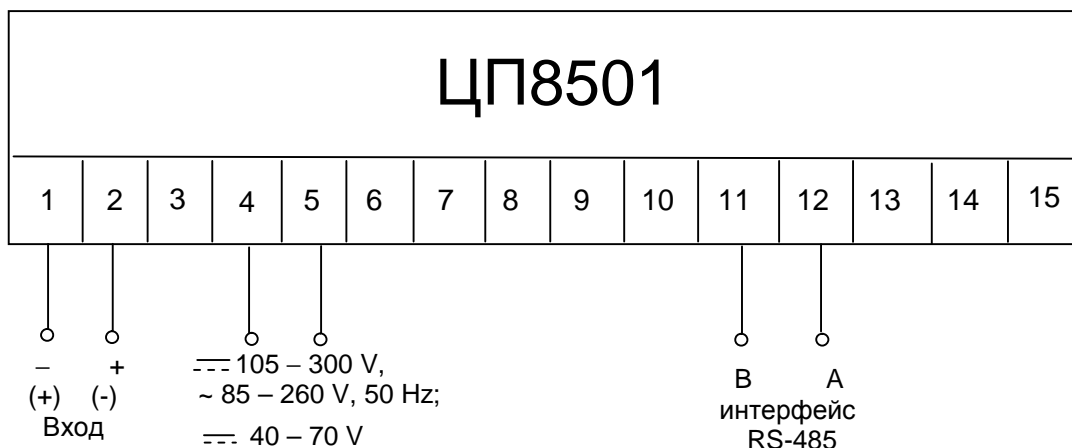 ЦП8501
1 2 3 4 5 6 7 8 9 10 11 12 13 14 15
– +
(+) (-)
Вход
⎓ 105 – 300 V,
~ 85 – 260 V, 50 Hz;
⎓ 40 – 70 V
B A
интерфейс
RS-485